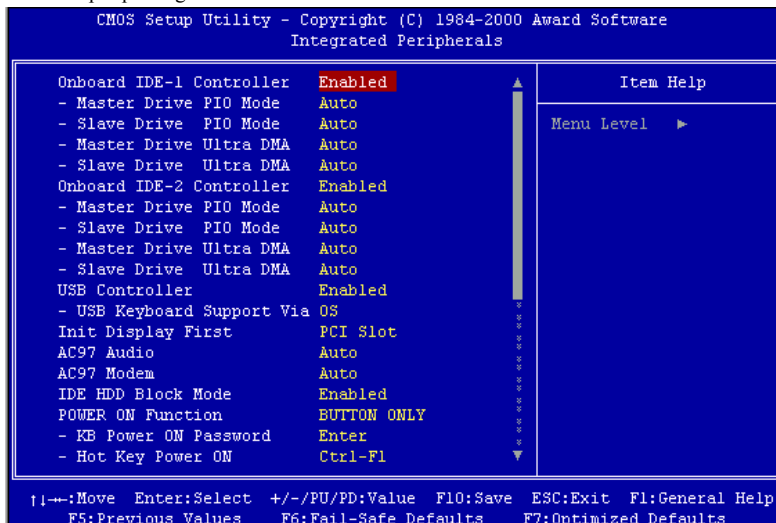 CMOS Setup Utility - Copyright (C) 1984-2000 Award Software
Integrated Peripherals
Onboard IDE-1 Controller Enabled
- Master Drive PIO Mode Auto
- Slave Drive PIO Mode Auto
- Master Drive Ultra DMA Auto
- Slave Drive Ultra DMA Auto
Onboard IDE-2 Controller Enabled
- Master Drive PIO Mode Auto
- Slave Drive PIO Mode Auto
- Master Drive Ultra DMA Auto
- Slave Drive Ultra DMA Auto
USB Controller Enabled
- USB Keyboard Support Via OS
Init Display First PCI Slot
AC97 Audio Auto
AC97 Modem Auto
IDE HDD Block Mode Enabled
POWER ON Function BUTTON ONLY
- KB Power ON Password Enter
- Hot Key Power ON Ctrl-F1
Item Help
Menu Level ►
↑↓→←:Move Enter:Select +/-/PU/PD:Value F10:Save ESC:Exit F1:General Help
F5:Previous Values F6:Fail-Safe Defaults F7:Optimized Defaults